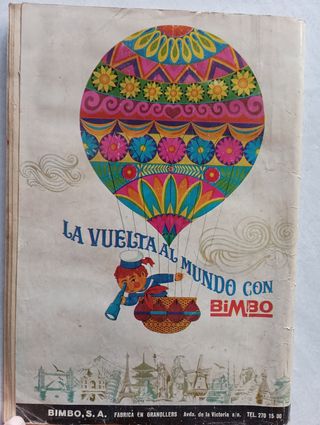 LA VUELTA AL MUNDO CON
BIMBO
BIMBO, S.A. FABRICA EN GRANOLLERS Avda. de la Victoria s/n. TEL. 270 15 00